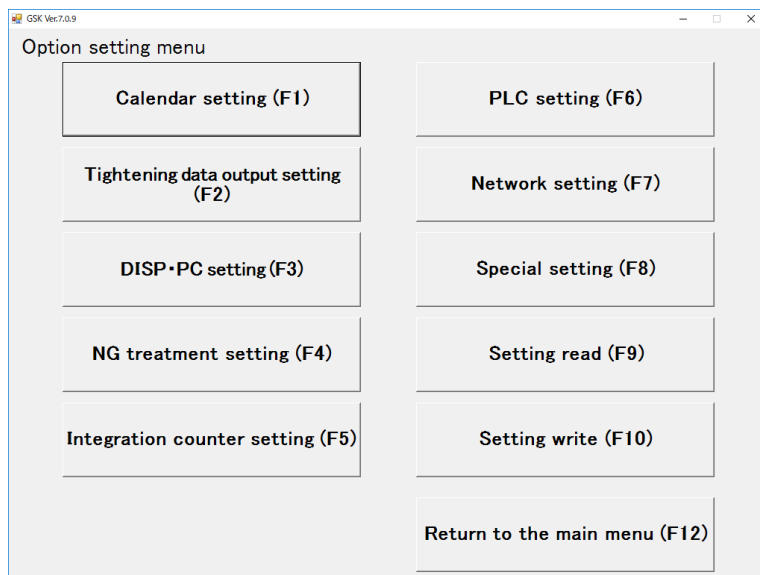 GSK Ver.7.0.9
Option setting menu
Calendar setting (F1)
Tightening data output setting
(F2)
DISP・PC setting (F3)
NG treatment setting (F4)
Integration counter setting (F5)
PLC setting (F6)
Network setting (F7)
Special setting (F8)
Setting read (F9)
Setting write (F10)
Return to the main menu (F12)